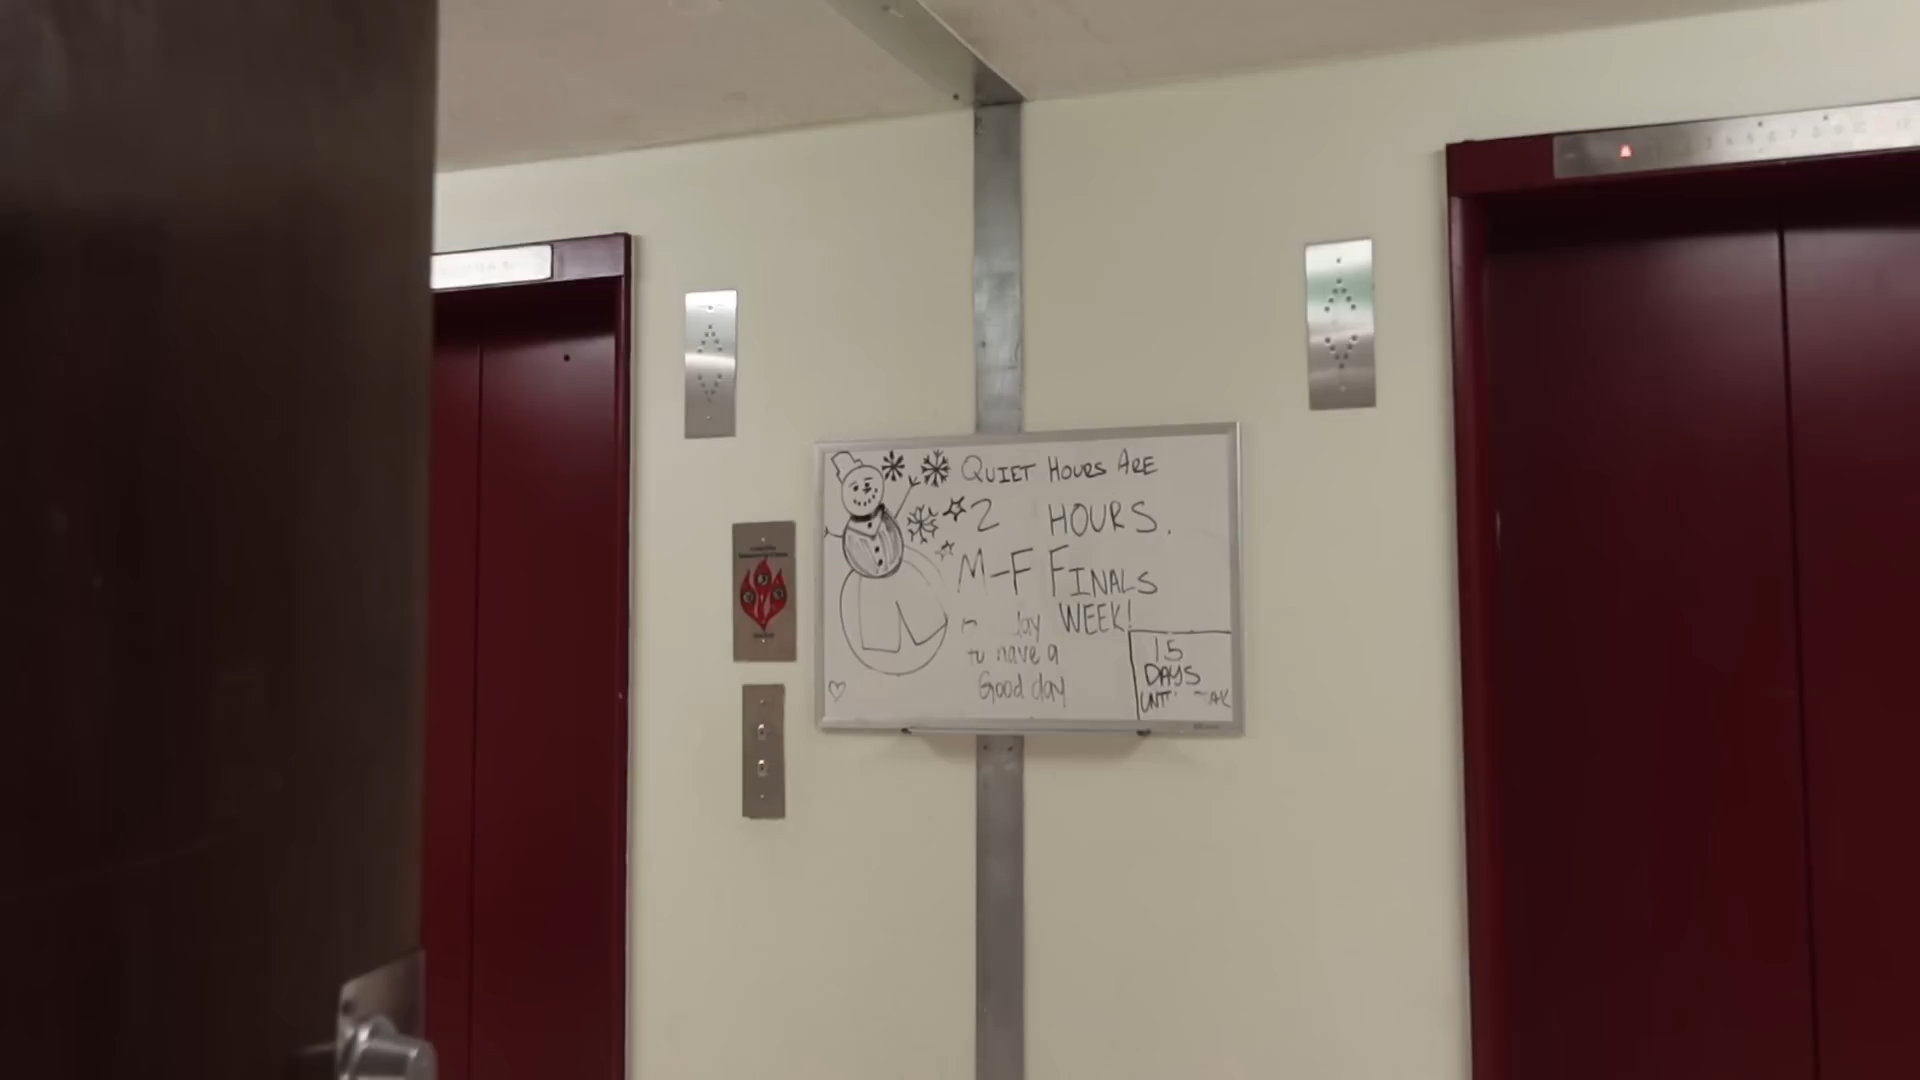 QUIET HOURS ARE
2 HOURS.
M-F FINALS
WEEK!
to have a
Good day
15
DAYS